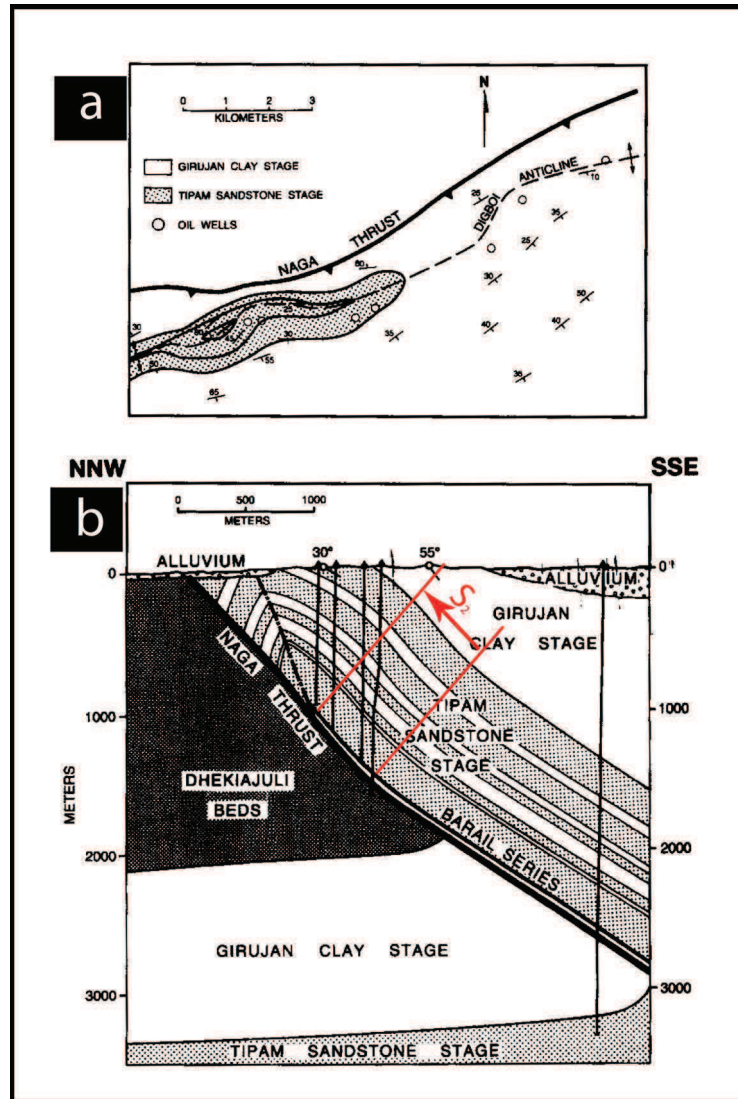 a
N
0 1 2 3
KILOMETERS
GIRUJAN CLAY STAGE
TIPAM SANDSTONE STAGE
OIL WELLS
NAGA THRUST
DIGBOI ANTICLINE
25
10
35
25
30
50
40
40
36
60
35
30
25
30
55
50
65
NNW
SSE
b
0 500 1000
METERS
ALLUVIUM
30°
55°
0
0
ALLUVIUM
S2
GIRUJAN
CLAY STAGE
NAGA THRUST
TIPAM
SANDSTONE
STAGE
1000
1000
METERS
DHEKIAJULI
BEDS
BARAIL SERIES
2000
2000
GIRUJAN CLAY STAGE
3000
3000
TIPAM SANDSTONE STAGE